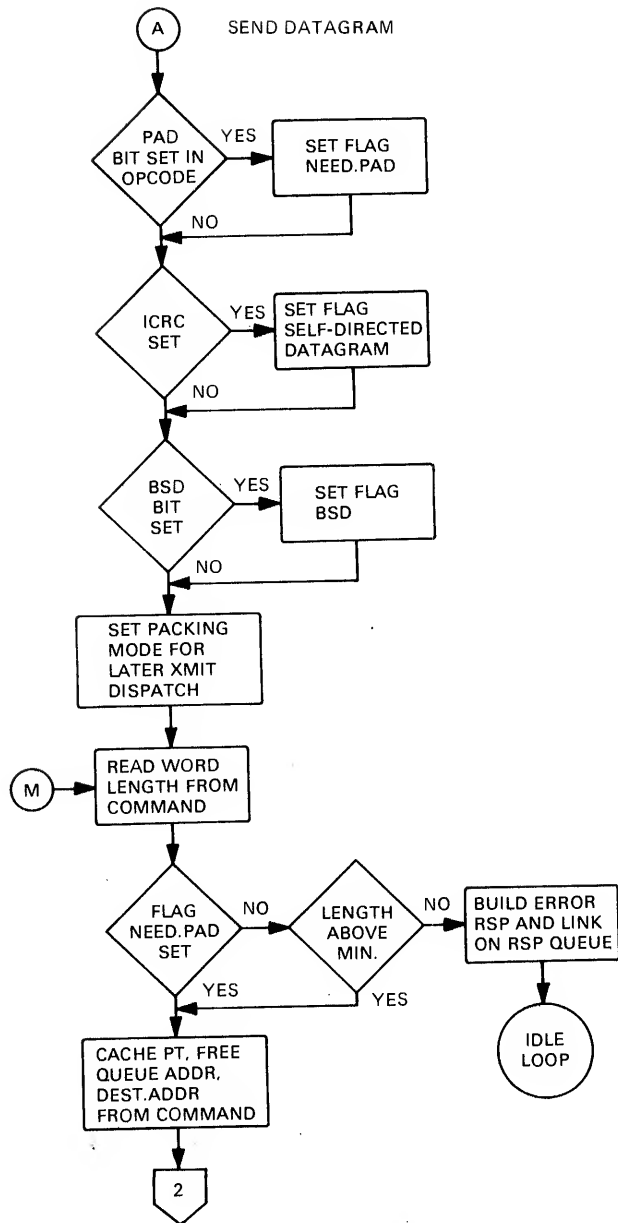 A
SEND DATAGRAM
PAD
BIT SET IN
OPCODE
YES
SET FLAG
NEED.PAD
NO
ICRC
SET
YES
SET FLAG
SELF-DIRECTED
DATAGRAM
NO
BSD
BIT
SET
YES
SET FLAG
BSD
NO
SET PACKING
MODE FOR
LATER XMIT
DISPATCH
M
READ WORD
LENGTH FROM
COMMAND
FLAG
NEED.PAD
SET
NO
LENGTH
ABOVE
MIN.
NO
BUILD ERROR
RSP AND LINK
ON RSP QUEUE
YES
YES
IDLE
LOOP
CACHE PT, FREE
QUEUE ADDR,
DEST.ADDR
FROM COMMAND
2